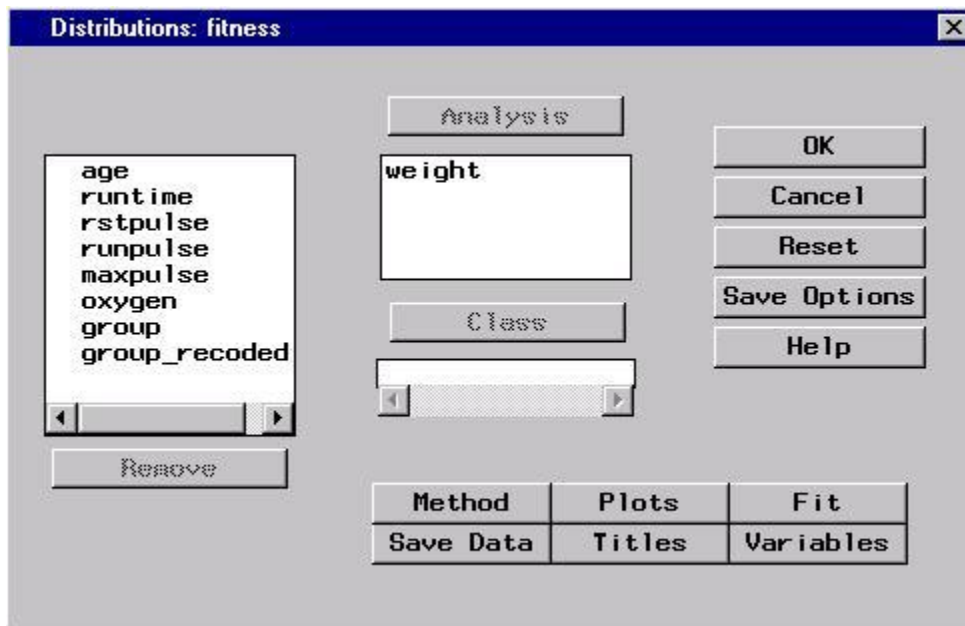 Distributions: fitness
Analysis
age
runtime
rstpulse
runpulse
maxpulse
oxygen
group
group_recoded
Remove
weight
Class
OK
Cancel
Reset
Save Options
Help
Method
Plots
Fit
Save Data
Titles
Variables